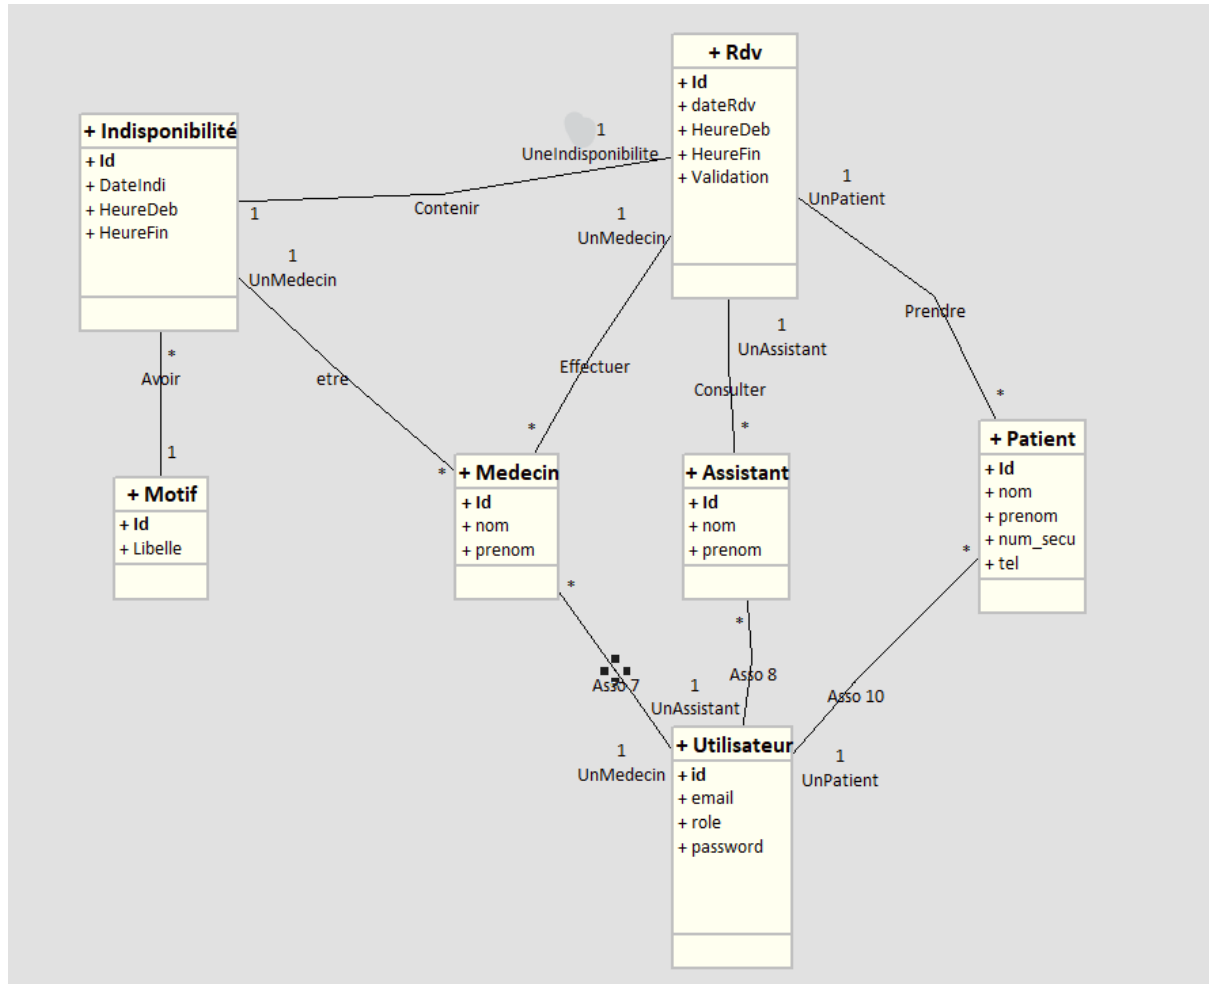 + Rdv
+ Id
+ dateRdv
+ HeureDeb
+ HeureFin
+ Validation
+ Indisponibilité
+ Id
+ DateIndi
+ HeureDeb
+ HeureFin
1
UneIndisponibilite
1
Contenir
1
UnPatient
1
UnMedecin
1
UnMedecin
Prendre
1
UnAssistant
*
Avoir
etre
Effectuer
Consulter
*
*
*
1
*
+ Motif
+ Id
+ Libelle
+ Medecin
+ Id
+ nom
+ prenom
+ Assistant
+ Id
+ nom
+ prenom
+ Patient
+ Id
+ nom
+ prenom
+ num_secu
+ tel
*
*
*
Asso 7
Asso 8
Asso 10
1
UnAssistant
1
UnMedecin
1
UnPatient
+ Utilisateur
+ id
+ email
+ role
+ password